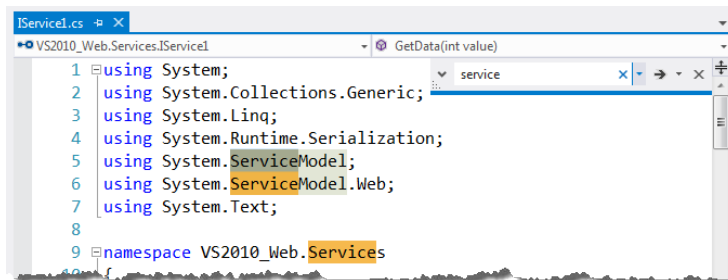 IService1.cs
VS2010_Web.Services.IService1 GetData(int value)
service
1 using System;
2 using System.Collections.Generic;
3 using System.Linq;
4 using System.Runtime.Serialization;
5 using System.ServiceModel;
6 using System.ServiceModel.Web;
7 using System.Text;
8
9 namespace VS2010_Web.Services